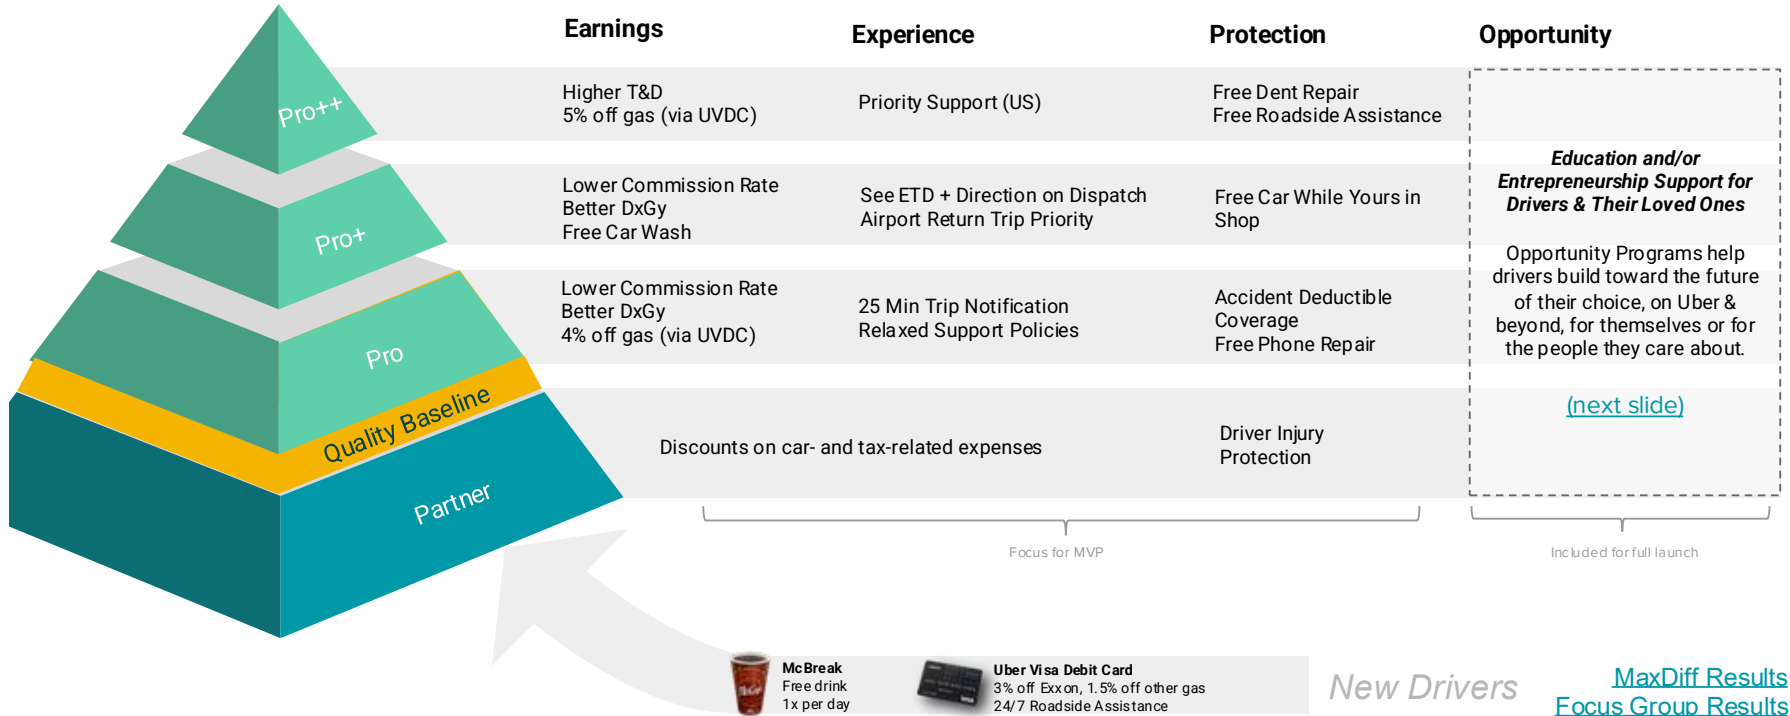 Earnings
Experience
Protection
Opportunity
Pro++
Higher T&D
5% off gas (via UVDC)
Priority Support (US)
Free Dent Repair
Free Roadside Assistance
Pro+
Lower Commission Rate
Better DxGy
Free Car Wash
See ETD + Direction on Dispatch
Airport Return Trip Priority
Free Car While Yours in
Shop
Pro
Lower Commission Rate
Better DxGy
4% off gas (via UVDC)
25 Min Trip Notification
Relaxed Support Policies
Accident Deductible
Coverage
Free Phone Repair
Quality Baseline
Partner
Discounts on car- and tax-related expenses
Driver Injury
Protection
Education and/or
Entrepreneurship Support for
Drivers & Their Loved Ones
Opportunity Programs help
drivers build toward the future
of their choice, on Uber &
beyond, for themselves or for
the people they care about.
(next slide)
Focus for MVP
Included for full launch
McBreak
Free drink
1x per day
Uber Visa Debit Card
3% off Exxon, 1.5% off other gas
24/7 Roadside Assistance
New Drivers
MaxDiff Results
Focus Group Results